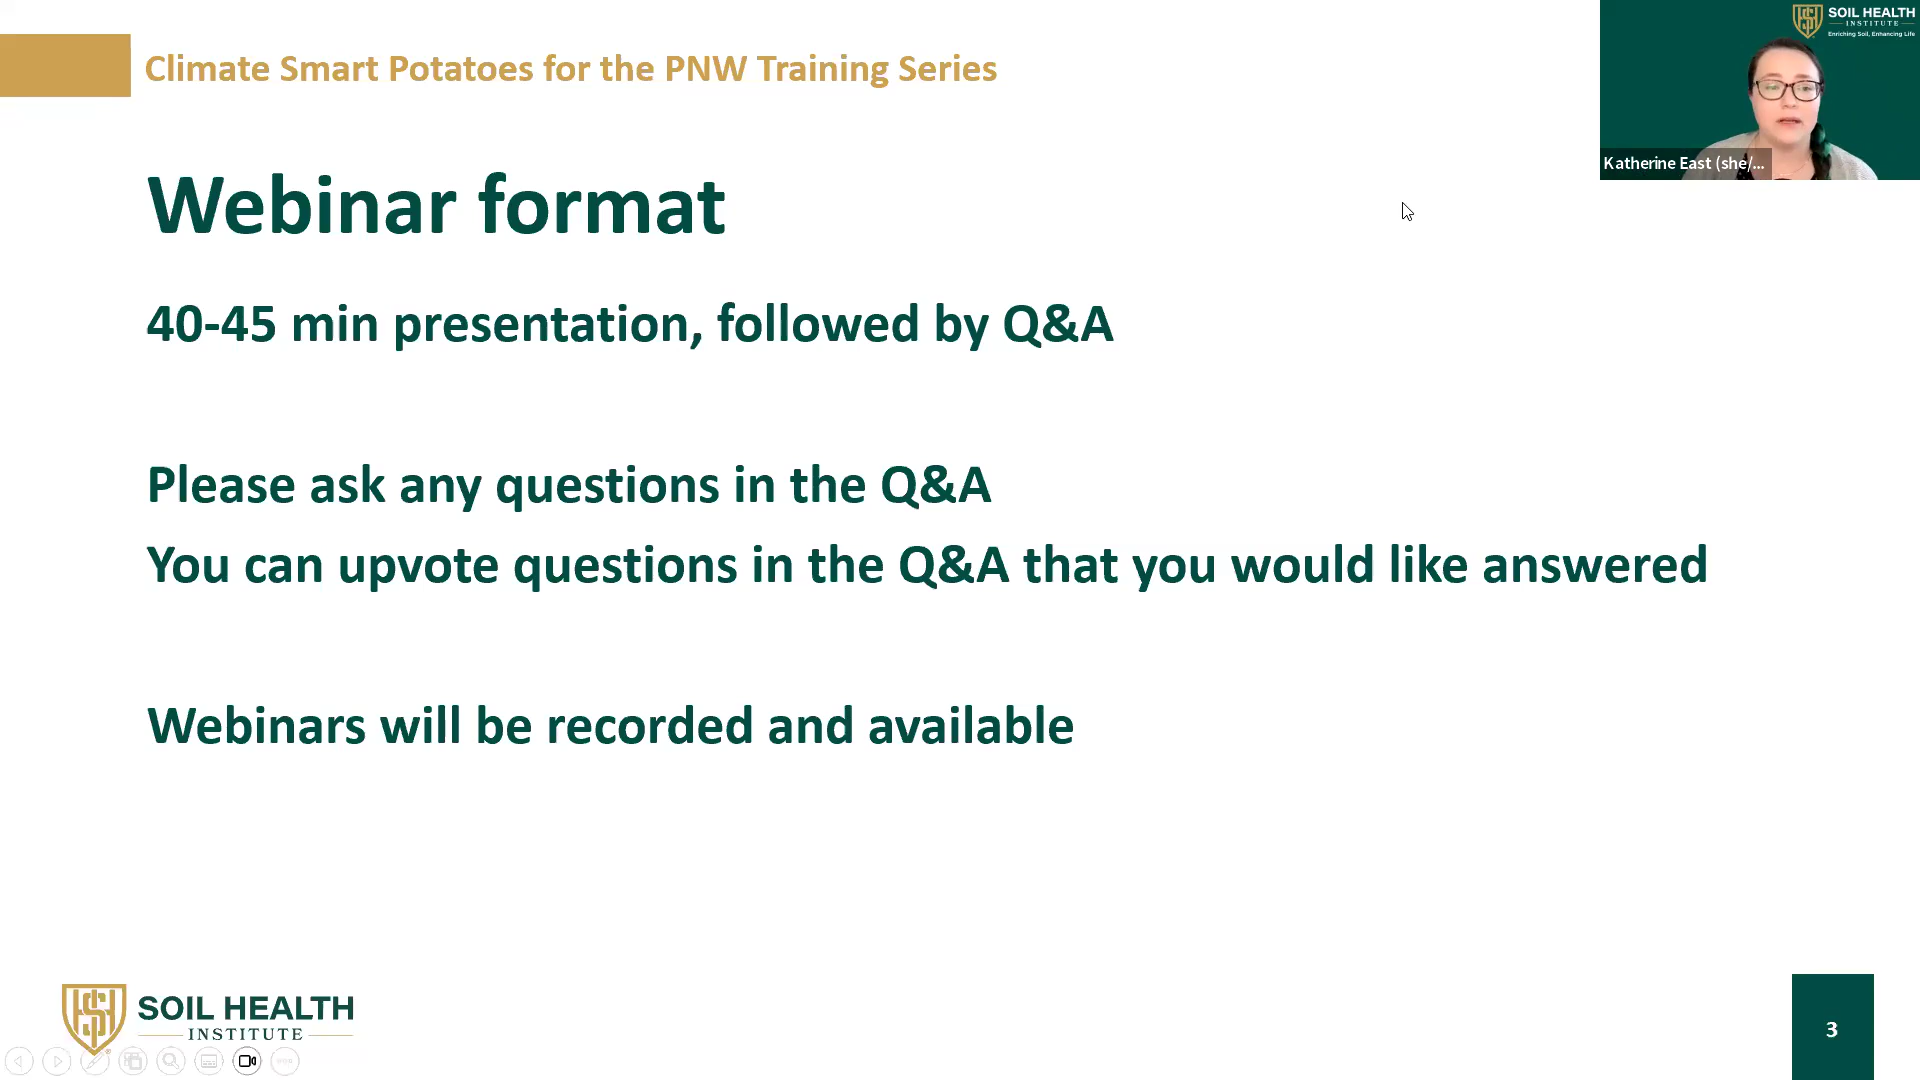 Climate Smart Potatoes for the PNW Training Series
SOIL HEALTH
INSTITUTE
Enriching Soil, Enhancing Life
Katherine East (she/...
Webinar format
40-45 min presentation, followed by Q&A
Please ask any questions in the Q&A
You can upvote questions in the Q&A that you would like answered
Webinars will be recorded and available
SOIL HEALTH
INSTITUTE
3